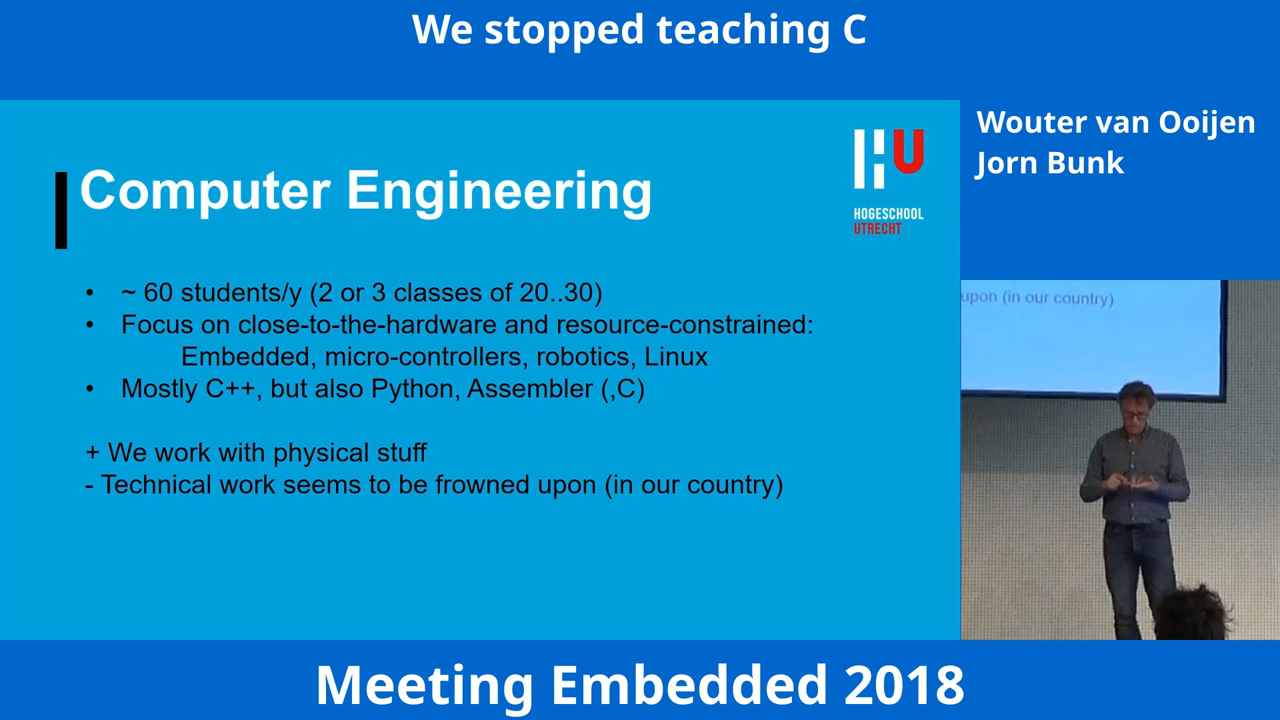 We stopped teaching C
Computer Engineering
HU
HOGESCHOOL
UTRECHT
• ~ 60 students/y (2 or 3 classes of 20..30)
• Focus on close-to-the-hardware and resource-constrained:
Embedded, micro-controllers, robotics, Linux
• Mostly C++, but also Python, Assembler (,C)
+ We work with physical stuff
- Technical work seems to be frowned upon (in our country)
Wouter van Ooijen
Jorn Bunk
upon (in our country)
Meeting Embedded 2018